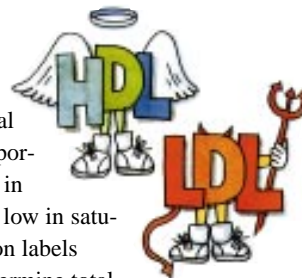 HDL
al
por-
in
low in satu-
on labels
ermine total
LDL